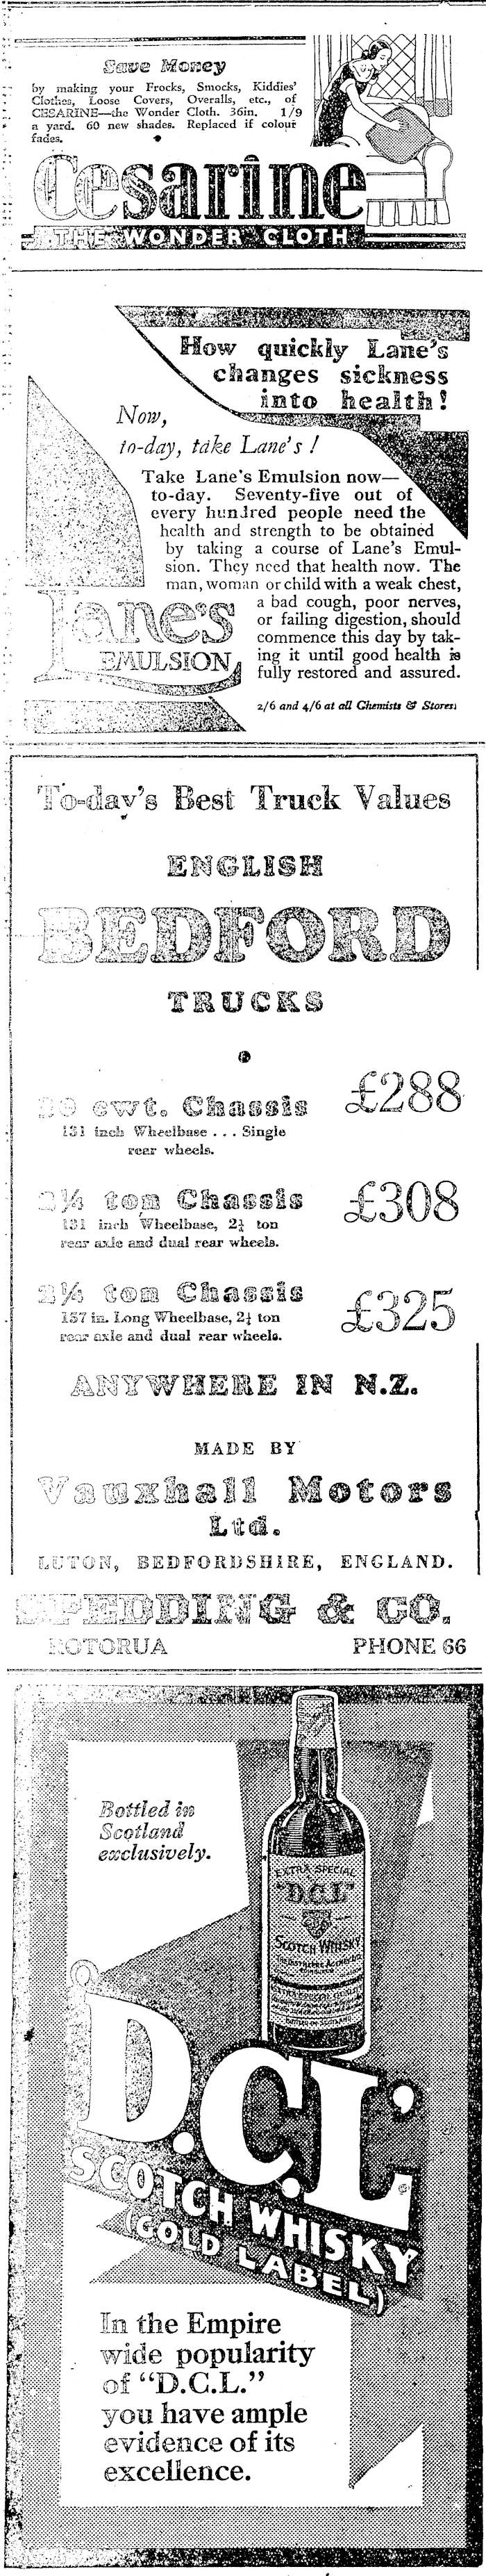 Save Money
by making your Frocks, Smocks, Kiddies'
Clothes, Loose Covers, Overalls, etc., of
CESARINE—the Wonder Cloth. 36in. 1/9
a yard. 60 new shades. Replaced if colour
fades.
Cesarine
THE WONDER CLOTH
How quickly Lane's
changes sickness
into health!
Now,
to-day, take Lane's!
Take Lane's Emulsion now—
to-day. Seventy-five out of
every hundred people need the
health and strength to be obtained
by taking a course of Lane's Emul-
sion. They need that health now. The
man, woman or child with a weak chest,
a bad cough, poor nerves,
or failing digestion, should
commence this day by tak-
ing it until good health is
fully restored and assured.
Lane's
EMULSION
2/6 and 4/6 at all Chemists & Stores.
To-day's Best Truck Values
ENGLISH
BEDFORD
TRUCKS
cwt. Chassis £288
131 inch Wheelbase . . . Single
rear wheels.
2¼ ton Chassis £308
131 inch Wheelbase, 2¼ ton
rear axle and dual rear wheels.
2¼ ton Chassis £325
157 in. Long Wheelbase, 2¼ ton
rear axle and dual rear wheels.
ANYWHERE IN N.Z.
MADE BY
Vauxhall Motors
Ltd.
LUTON, BEDFORDSHIRE, ENGLAND.
SPEDDING & CO.
ROTORUA PHONE 66
Bottled in
Scotland
exclusively.
EXTRA SPECIAL
"D.C.L"
SCOTCH WHISKY
D.C.L.
SCOTCH WHISKY
(GOLD LABEL)
In the Empire
wide popularity
of "D.C.L."
you have ample
evidence of its
excellence.